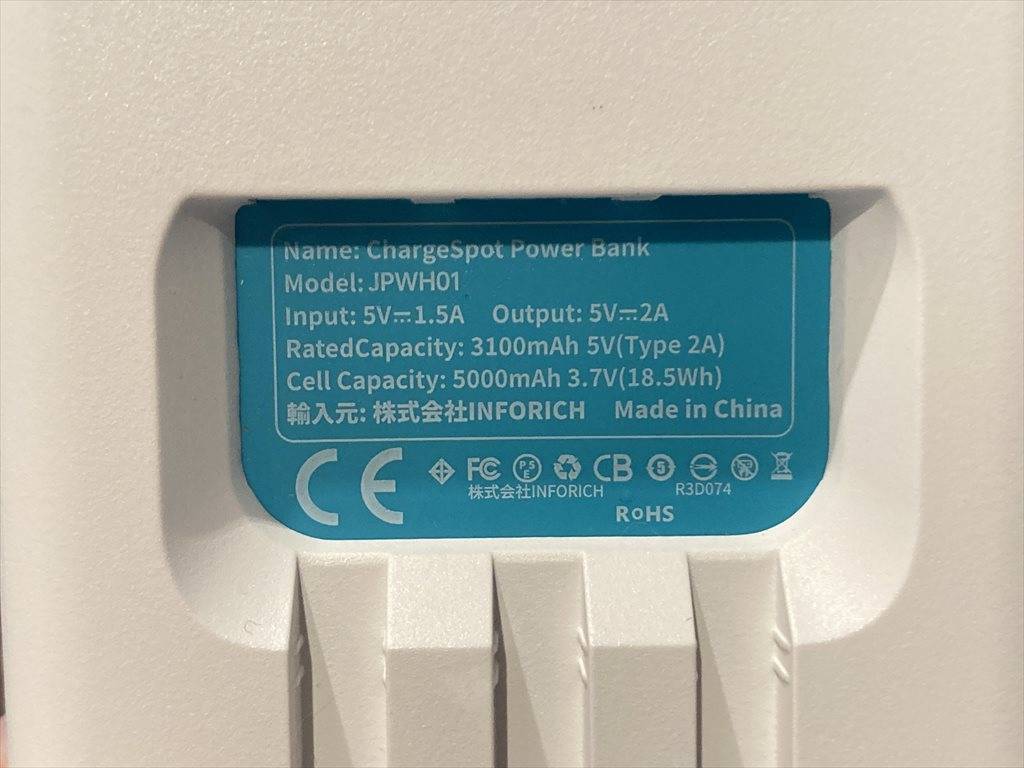 Name: ChargeSpot Power Bank
Model: JPWH01
Input: 5V⎓1.5A Output: 5V⎓2A
RatedCapacity: 3100mAh 5V(Type 2A)
Cell Capacity: 5000mAh 3.7V(18.5Wh)
輸入元: 株式会社INFORICH Made in China
CE FC PSE CB 5
株式会社INFORICH R3D074
RoHS